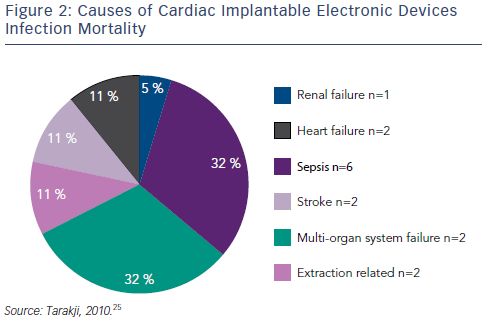 Figure 2: Causes of Cardiac Implantable Electronic Devices
Infection Mortality
5 %
11 %
32 %
11 %
11 %
32 %
Renal failure n=1
Heart failure n=2
Sepsis n=6
Stroke n=2
Multi-organ system failure n=2
Extraction related n=2
Source: Tarakji, 2010.25